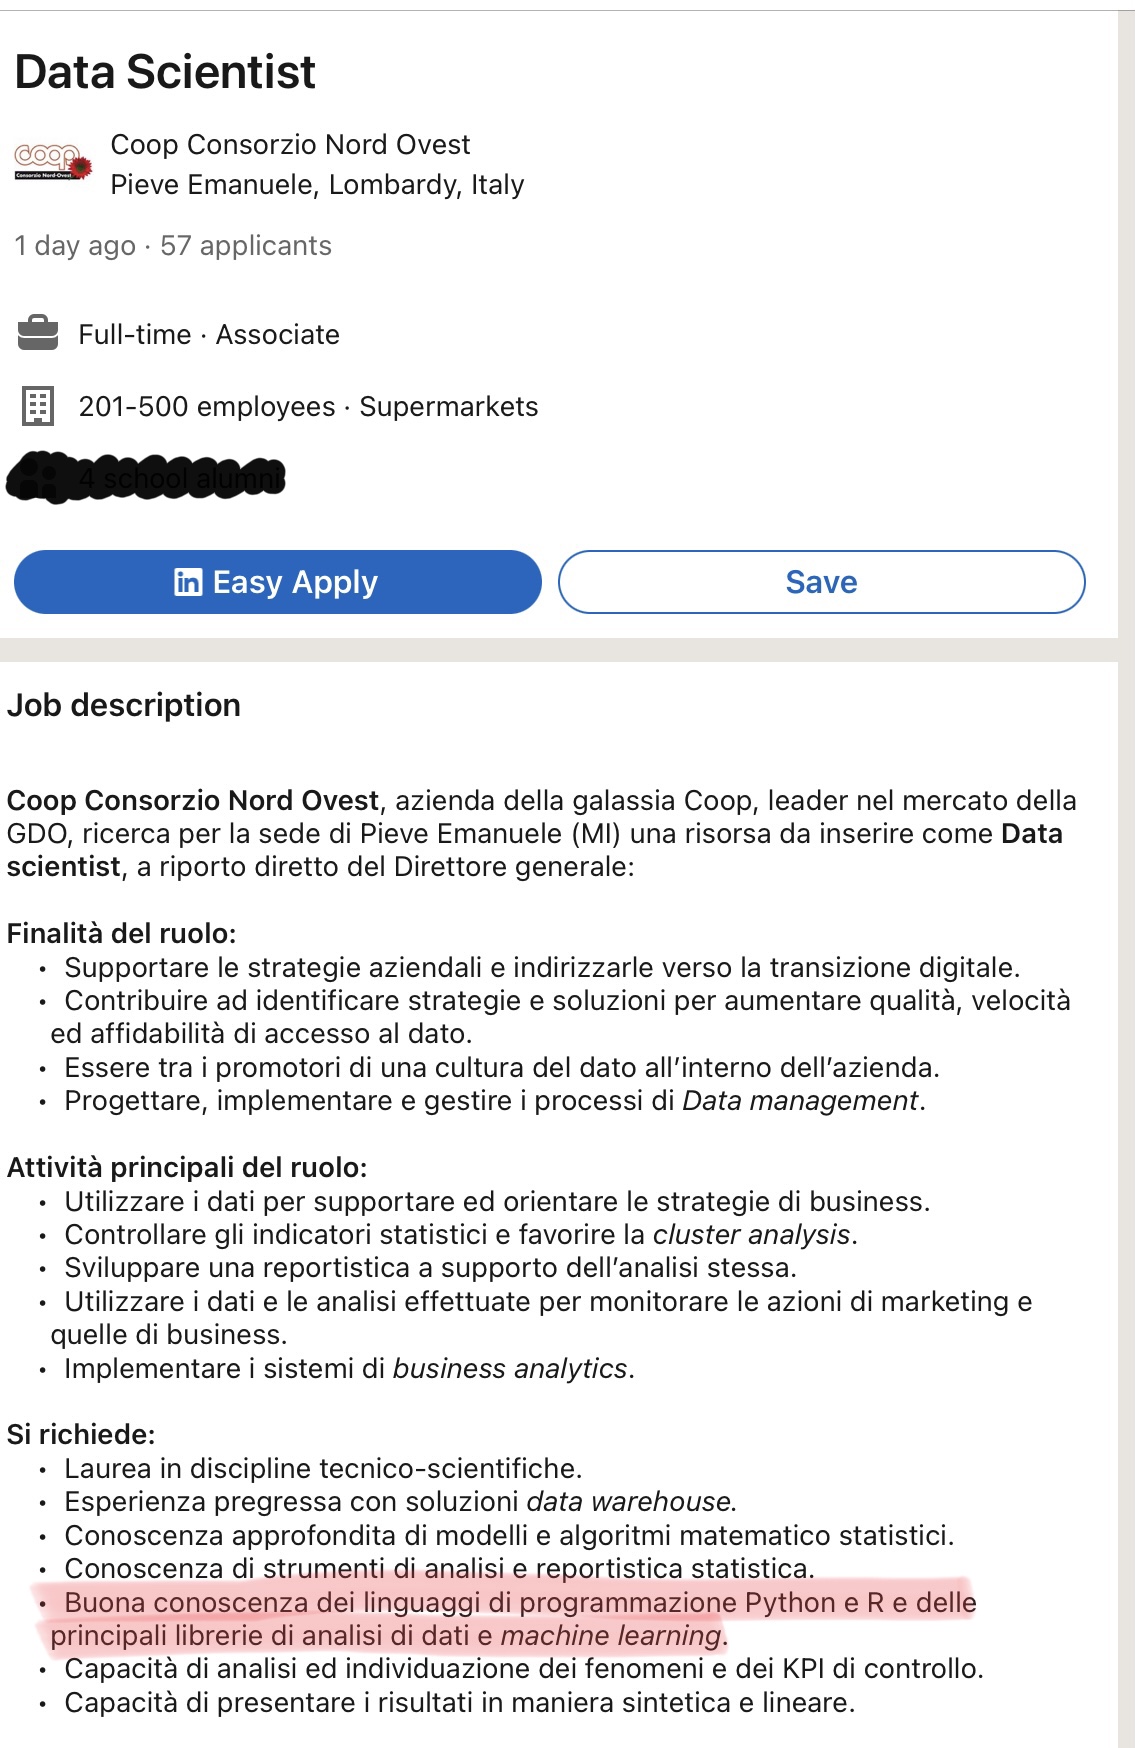 Data Scientist
coop
Consorzio Nord-Ovest
Coop Consorzio Nord Ovest
Pieve Emanuele, Lombardy, Italy
1 day ago · 57 applicants
Full-time · Associate
201-500 employees · Supermarkets
4 school alumni
in Easy Apply
Save
Job description
Coop Consorzio Nord Ovest, azienda della galassia Coop, leader nel mercato della
GDO, ricerca per la sede di Pieve Emanuele (MI) una risorsa da inserire come Data
scientist, a riporto diretto del Direttore generale:
Finalità del ruolo:
• Supportare le strategie aziendali e indirizzarle verso la transizione digitale.
• Contribuire ad identificare strategie e soluzioni per aumentare qualità, velocità
ed affidabilità di accesso al dato.
• Essere tra i promotori di una cultura del dato all’interno dell’azienda.
• Progettare, implementare e gestire i processi di Data management.
Attività principali del ruolo:
• Utilizzare i dati per supportare ed orientare le strategie di business.
• Controllare gli indicatori statistici e favorire la cluster analysis.
• Sviluppare una reportistica a supporto dell’analisi stessa.
• Utilizzare i dati e le analisi effettuate per monitorare le azioni di marketing e
quelle di business.
• Implementare i sistemi di business analytics.
Si richiede:
• Laurea in discipline tecnico-scientifiche.
• Esperienza pregressa con soluzioni data warehouse.
• Conoscenza approfondita di modelli e algoritmi matematico statistici.
• Conoscenza di strumenti di analisi e reportistica statistica.
• Buona conoscenza dei linguaggi di programmazione Python e R e delle
principali librerie di analisi di dati e machine learning.
• Capacità di analisi ed individuazione dei fenomeni e dei KPI di controllo.
• Capacità di presentare i risultati in maniera sintetica e lineare.